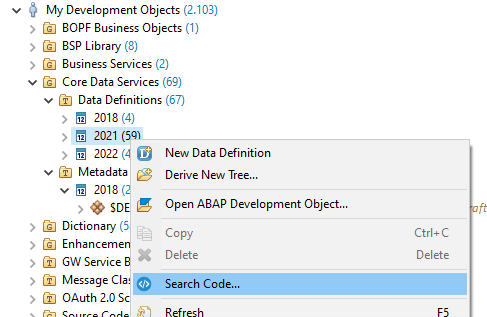 My Development Objects (2.103)
BOPF Business Objects (1)
BSP Library (8)
Business Services (2)
Core Data Services (69)
Data Definitions (67)
2018 (4)
2021 (59)
2022 (4
New Data Definition
Derive New Tree...
Metadata
2018 (2
$DE
Open ABAP Development Object...
raft
Dictionary (5
Copy Ctrl+C
Enhancemen
Delete Delete
GW Service B
Message Clas
Search Code...
OAuth 2.0 Sc
Source Code
Refresh F5